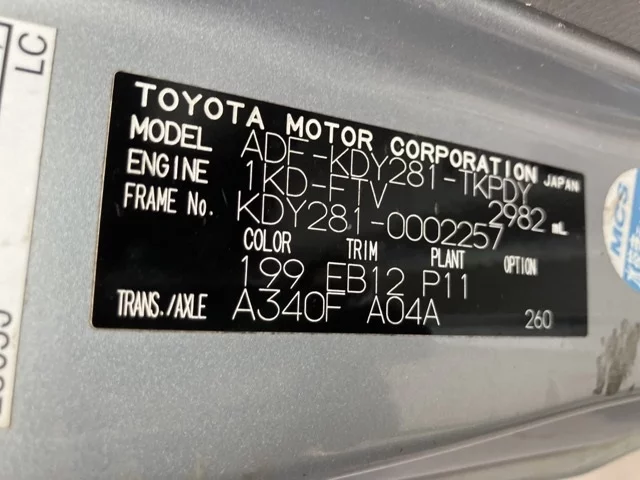 LC
TOYOTA MOTOR CORPORATION JAPAN
MODEL ADF-KDY281-TKPDY
ENGINE 1KD-FTV 2982 mL
FRAME No. KDY281-0002257
COLOR TRIM PLANT OPTION
199 EB12 P11
TRANS./AXLE A340F A04A 260
MCS